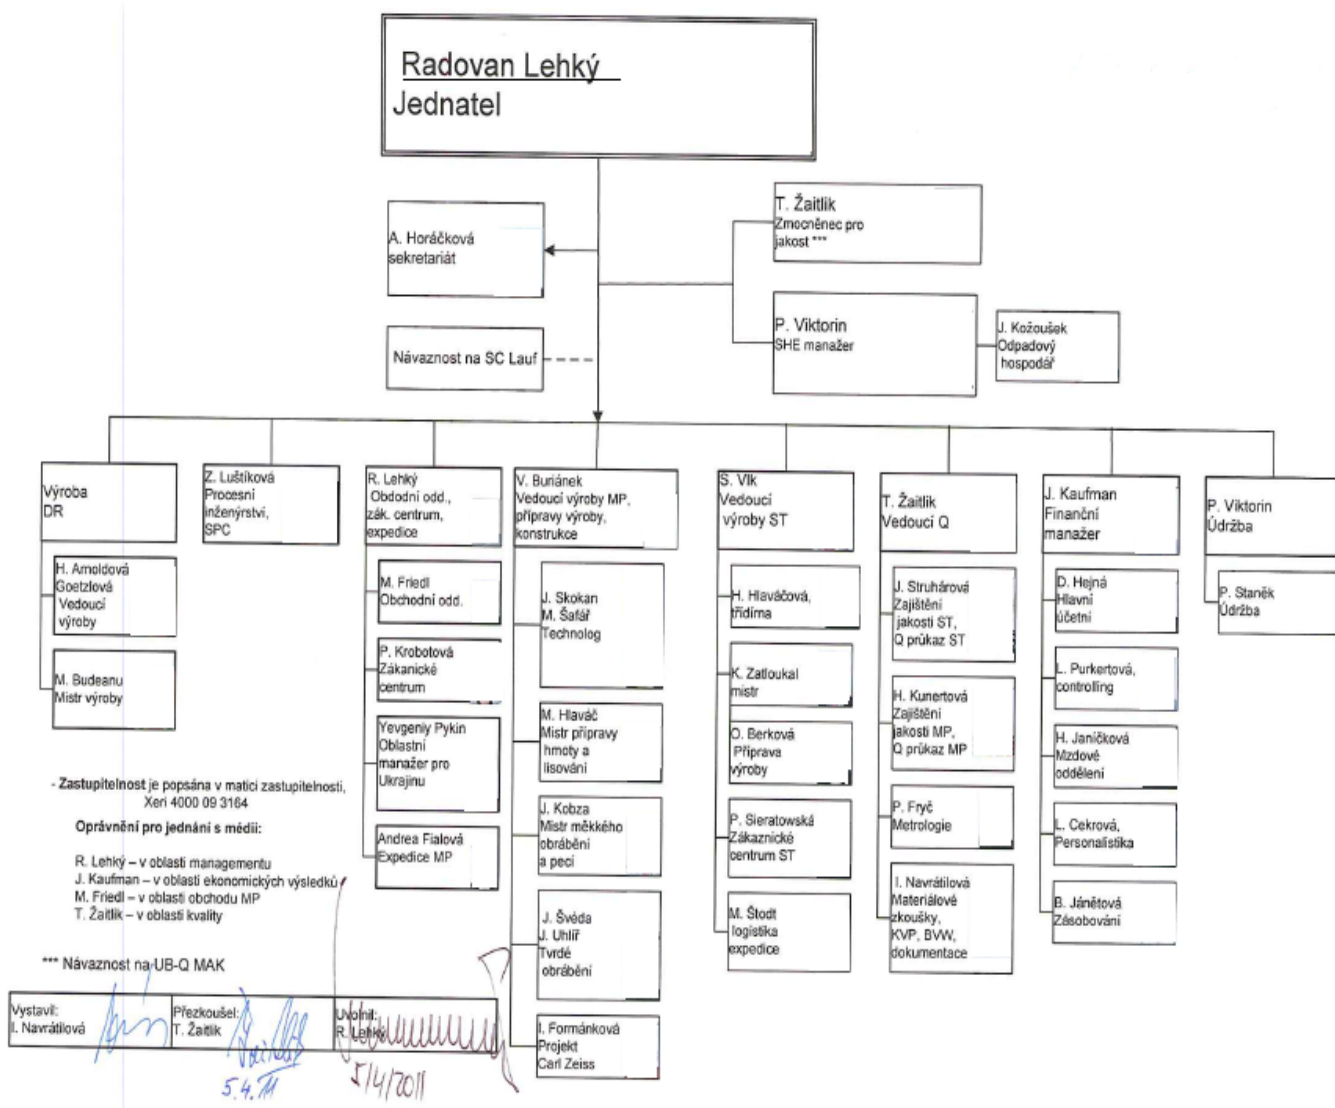 Radovan Lehký
Jednatel
A. Horáčková
sekretariát
T. Žaitlik
Zmocněnec pro
jakost ***
Návaznost na SC Lauf
P. Viktorin
SHE manažer
J. Kožoušek
Odpadový
hospodář
Výroba
DR
H. Arnoldová
Goetzlová
Vedoucí
výroby
M. Budeanu
Mistr výroby
Z. Luštíková
Procesní
inženýrství,
SPC
R. Lehký
Obdodní odd.,
zák. centrum,
expedice
M. Friedl
Obchodní odd.
P. Krobotová
Zákanické
centrum
Yevgeniy Pykin
Oblastní
manažer pro
Ukrajinu
Andrea Fialová
Expedice MP
V. Buriánek
Vedoucí výroby MP,
přípravy výroby,
konstrukce
J. Skokan
M. Šafář
Technolog
M. Hlaváč
Mistr přípravy
hmoty a
lisování
J. Kobza
Mistr měkkého
obrábění
a pecí
J. Švéda
J. Uhlíř
Tvrdé
obrábění
I. Formánková
Projekt
Carl Zeiss
S. Vlk
Vedoucí
výroby ST
H. Hlaváčová,
třídírna
K. Zatloukal
mistr
O. Berková
Příprava
výroby
P. Sieratowská
Zákaznické
centrum ST
M. Štodt
logistika
expedice
T. Žaitlik
Vedoucí Q
J. Struhárová
Zajištění
jakosti ST,
Q průkaz ST
H. Kunertová
Zajištění
jakosti MP,
Q průkaz MP
P. Fryč
Metrologie
I. Navrátilová
Materiálové
zkoušky,
KVP, BVW,
dokumentace
J. Kaufman
Finanční
manažer
D. Hejná
Hlavní
účetní
L. Purkertová,
controlling
H. Janíčková
Mzdové
oddělení
L. Cekrová,
Personalistika
B. Jánětová
Zásobování
P. Viktorin
Údržba
P. Staněk
Údržba
- Zastupitelnost je popsána v matici zastupitelnosti,
Xeri 4000 09 3164
Oprávnění pro jednání s médii:
R. Lehký – v oblasti managementu
J. Kaufman – v oblasti ekonomických výsledků
M. Friedl – v oblasti obchodu MP
T. Žaitlik – v oblasti kvality
*** Návaznost na UB-Q MAK
Vystavil:
I. Navrátilová
Přezkoušel:
T. Žaitlik
Uvolnil:
R. Lehký
5.4.11
5/4/2011